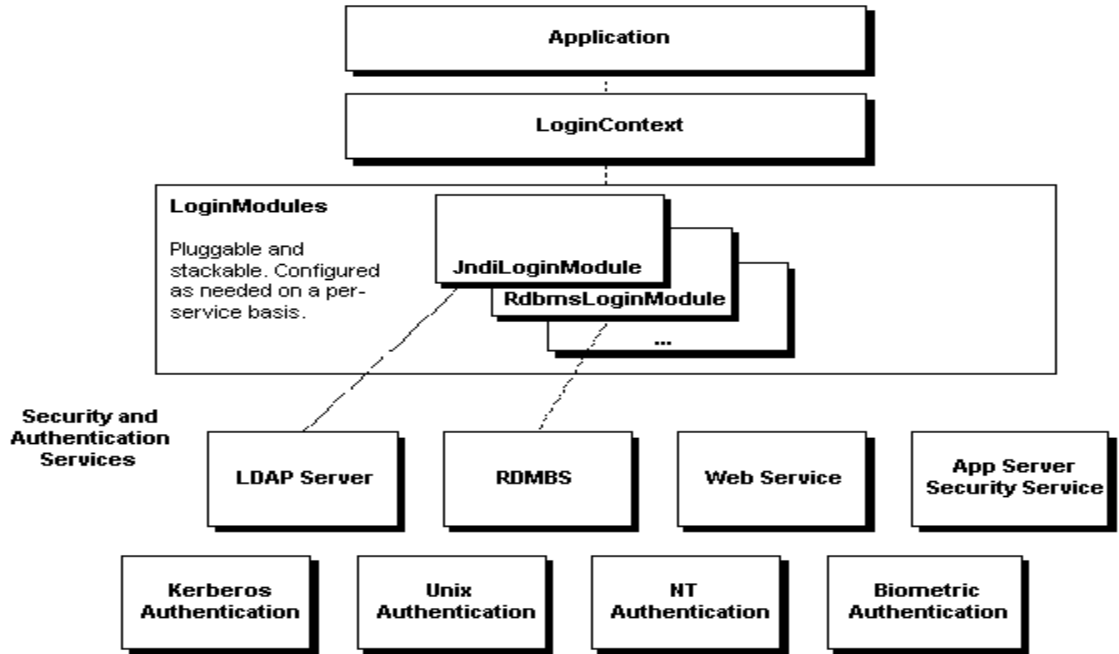 Application
LoginContext
LoginModules
Pluggable and
stackable. Configured
as needed on a per-
service basis.
JndiLoginModule
RdbmsLoginModule
...
Security and
Authentication
Services
LDAP Server
RDMBS
Web Service
App Server
Security Service
Kerberos
Authentication
Unix
Authentication
NT
Authentication
Biometric
Authentication